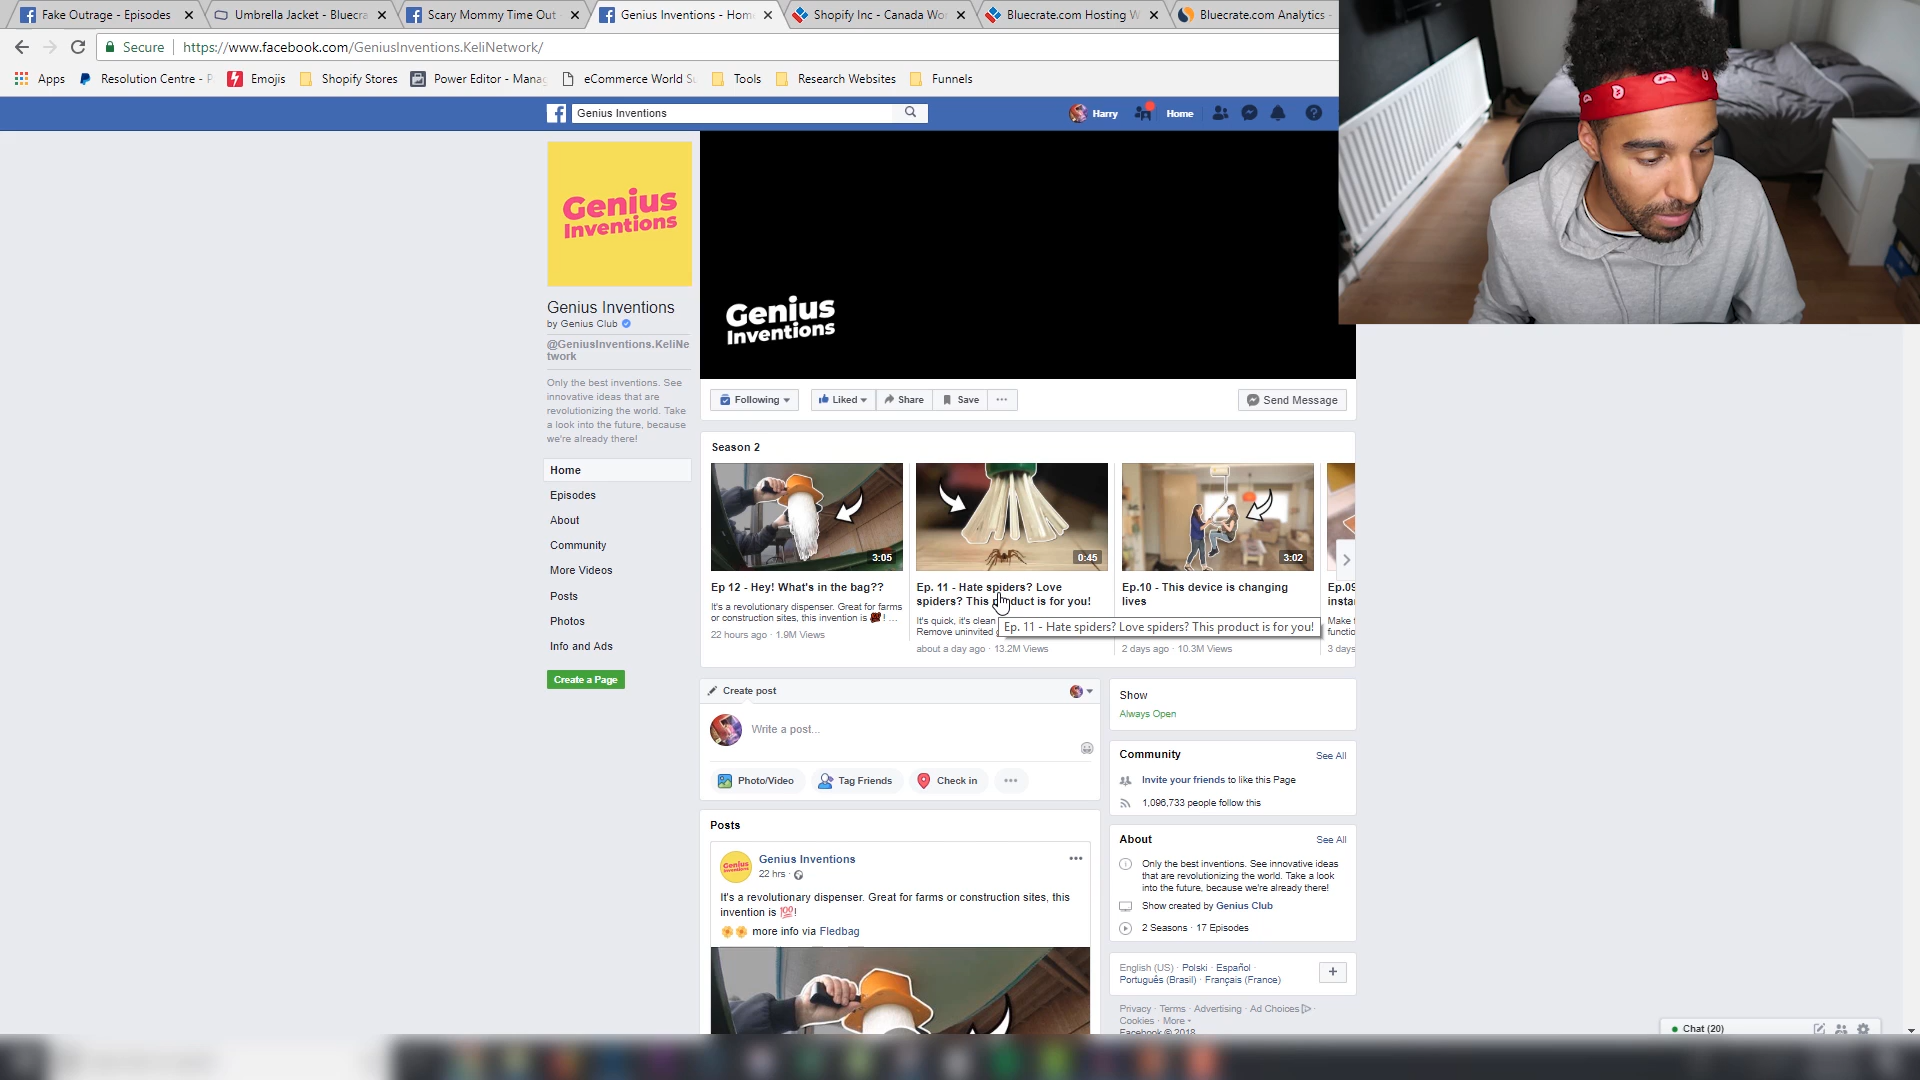 Fake Outrage - Episodes
Umbrella Jacket - Bluecra
Scary Mommy Time Out
Genius Inventions - Hom
Shopify Inc - Canada Wo
Bluecrate.com Hosting W
Bluecrate.com Analytics -
Secure
https://www.facebook.com/GeniusInventions.KeliNetwork/
Apps
Resolution Centre - P
Emojis
Shopify Stores
Power Editor - Manag
eCommerce World Su
Tools
Research Websites
Funnels
Genius Inventions
Harry
Home
Genius
Inventions
Genius
Inventions
Genius Inventions
by Genius Club
@GeniusInventions.KeliNe
twork
Only the best inventions. See
innovative ideas that are
revolutionizing the world. Take
a look into the future, because
we're already there!
Home
Episodes
About
Community
More Videos
Posts
Photos
Info and Ads
Create a Page
Following
Liked
Share
Save
Send Message
Season 2
3:05
Ep 12 - Hey! What's in the bag??
It's a revolutionary dispenser. Great for farms
or construction sites, this invention is ! ...
22 hours ago · 1.9M Views
0:45
Ep. 11 - Hate spiders? Love
spiders? This product is for you!
It's quick, it's clean
Remove uninvited
about a day ago · 13.2M Views
Ep. 11 - Hate spiders? Love spiders? This product is for you!
3:02
Ep.10 - This device is changing
lives
2 days ago · 10.3M Views
Ep.09
insta
Make
functio
3 days
Create post
Write a post...
Photo/Video
Tag Friends
Check in
Posts
Genius Inventions
22 hrs ·
It's a revolutionary dispenser. Great for farms or construction sites, this
invention is 💯!
more info via Fledbag
Show
Always Open
Community
See All
Invite your friends to like this Page
1,096,733 people follow this
About
See All
Only the best inventions. See innovative ideas
that are revolutionizing the world. Take a look
into the future, because we're already there!
Show created by Genius Club
2 Seasons · 17 Episodes
English (US) · Polski · Español ·
Português (Brasil) · Français (France)
Privacy · Terms · Advertising · Ad Choices ·
Cookies · More
Facebook © 2018
Chat (20)